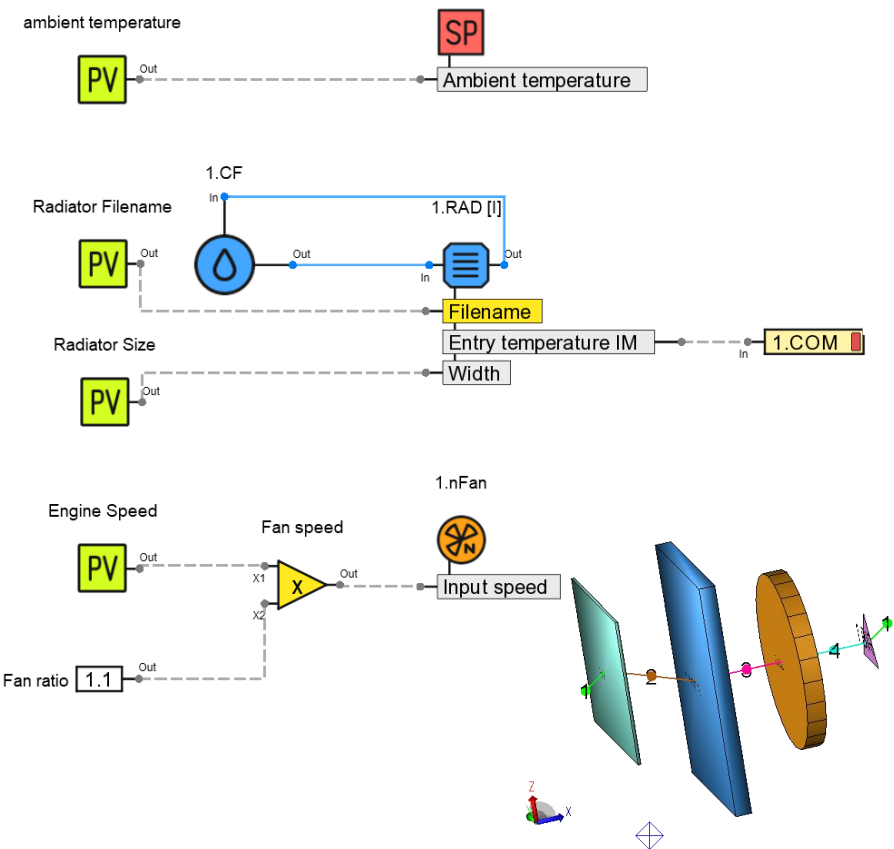 ambient temperature
SP
PV
Out
Ambient temperature
1.CF
In
Radiator Filename
1.RAD [I]
PV
Out
Out
In
Out
Filename
Entry temperature IM
1.COM
In
Radiator Size
Width
PV
Out
1.nFan
Engine Speed
Fan speed
N
PV
Out
X1
X
Out
Input speed
X2
Fan ratio
1.1
Out
1
2
3
4
1
Z
X